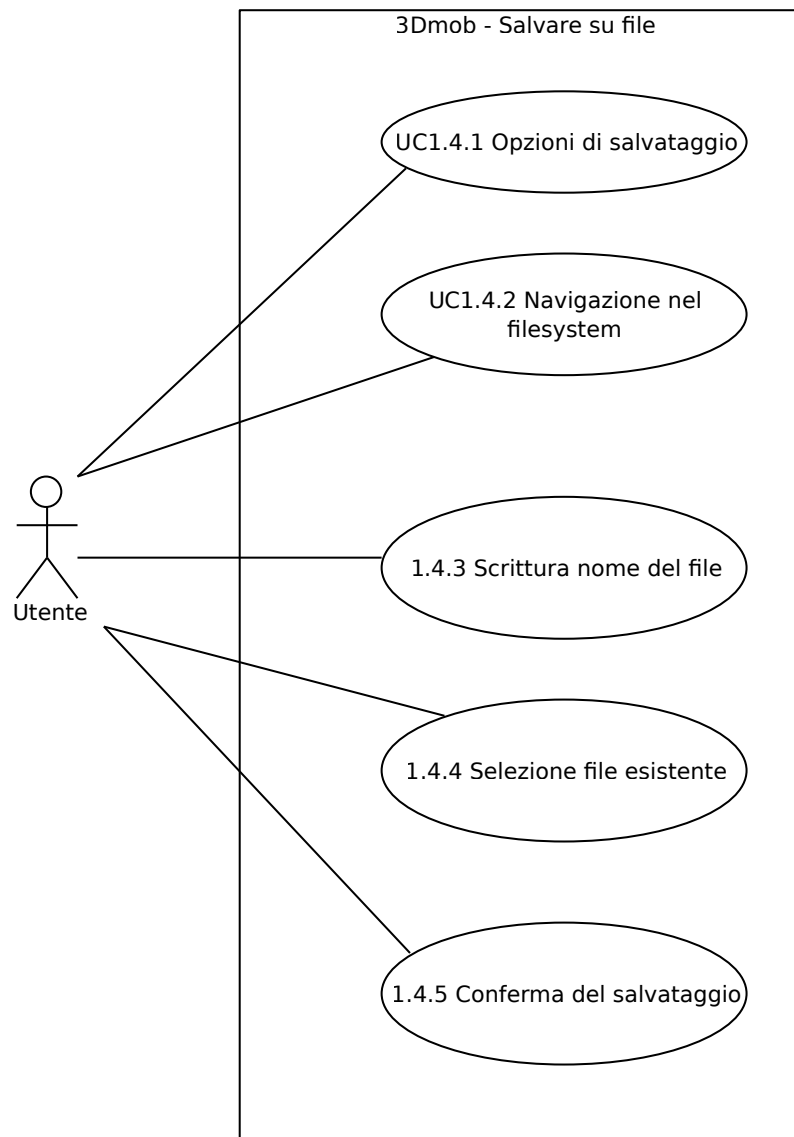 3Dmob - Salvare su file
UC1.4.1 Opzioni di salvataggio
UC1.4.2 Navigazione nel
filesystem
1.4.3 Scrittura nome del file
Utente
1.4.4 Selezione file esistente
1.4.5 Conferma del salvataggio